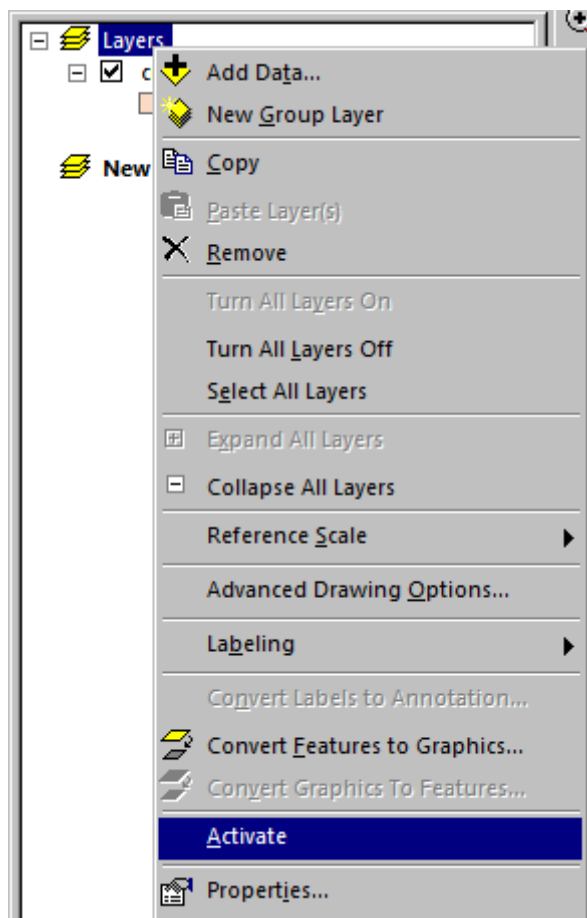 Layers
c
Add Data...
New Group Layer
New
Copy
Paste Layer(s)
Remove
Turn All Layers On
Turn All Layers Off
Select All Layers
Expand All Layers
Collapse All Layers
Reference Scale
Advanced Drawing Options...
Labeling
Convert Labels to Annotation...
Convert Features to Graphics...
Convert Graphics To Features...
Activate
Properties...